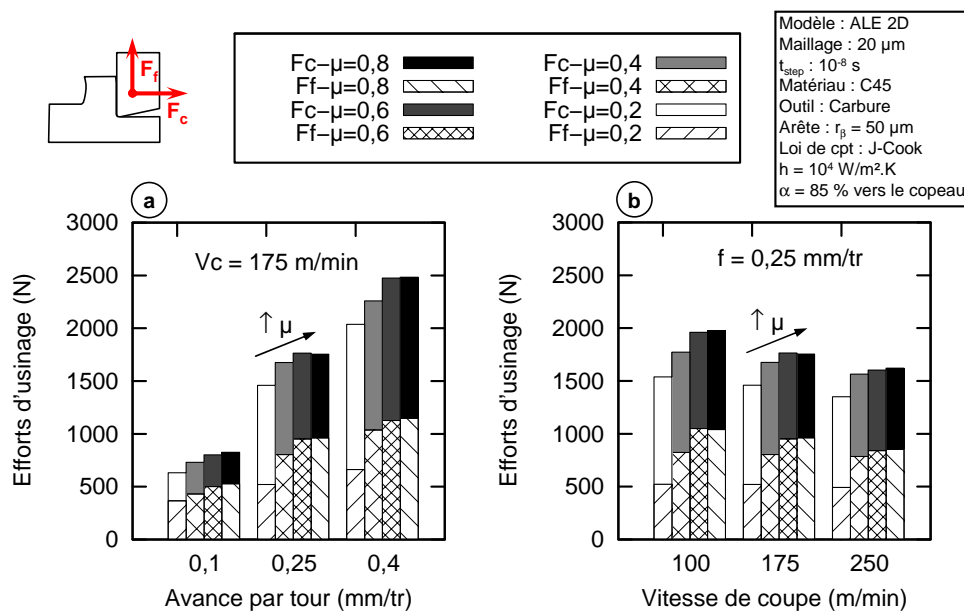 F_f
F_c
Fc−μ=0,8
Ff−μ=0,8
Fc−μ=0,6
Ff−μ=0,6
Fc−μ=0,4
Ff−μ=0,4
Fc−μ=0,2
Ff−μ=0,2
Modèle : ALE 2D
Maillage : 20 μm
t_step : 10⁻⁸ s
Matériau : C45
Outil : Carbure
Arête : r_β = 50 μm
Loi de cpt : J-Cook
h = 10⁴ W/m².K
α = 85 % vers le copeau
a
Efforts d'usinage (N)
3000
2500
2000
1500
1000
500
0
Vc = 175 m/min
↑ μ
0,1
0,25
0,4
Avance par tour (mm/tr)
b
Efforts d'usinage (N)
3000
2500
2000
1500
1000
500
0
f = 0,25 mm/tr
↑ μ
100
175
250
Vitesse de coupe (m/min)